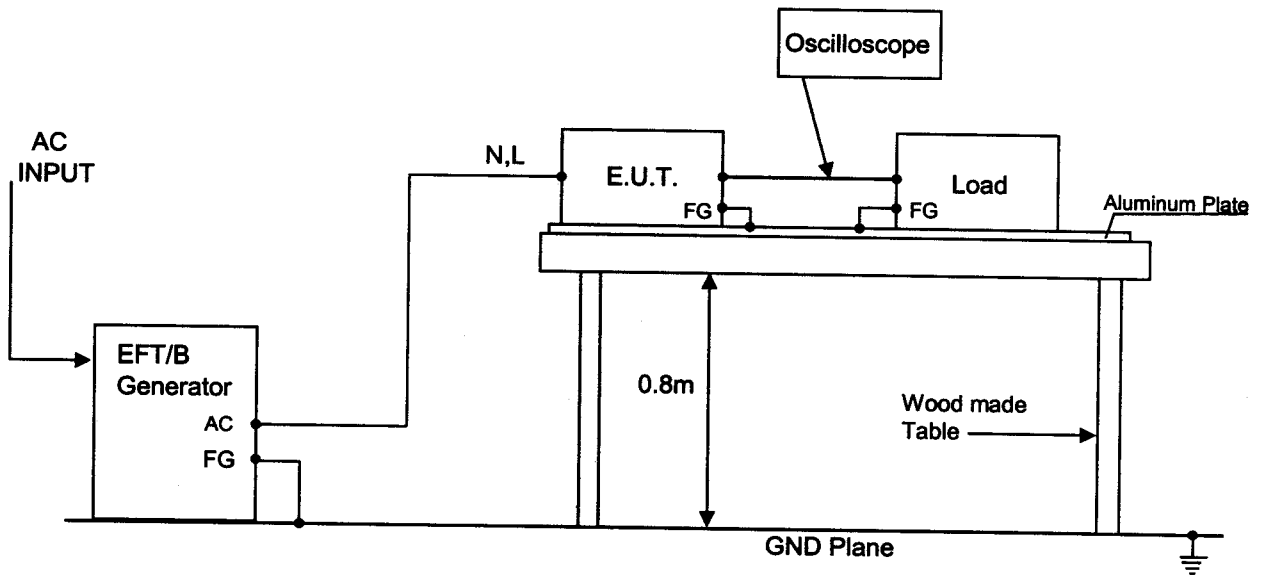 Oscilloscope
AC
INPUT
N,L
E.U.T.
Load
FG
FG
Aluminum Plate
EFT/B
Generator
AC
FG
0.8m
Wood made
Table
GND Plane